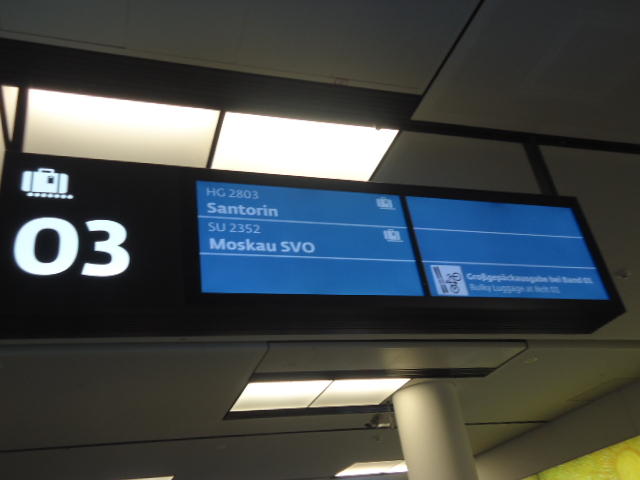 03
HG 2803
Santorin
SU 2352
Moskau SVO
Großgepäckausgabe bei Band 01
Bulky Luggage at Belt 01